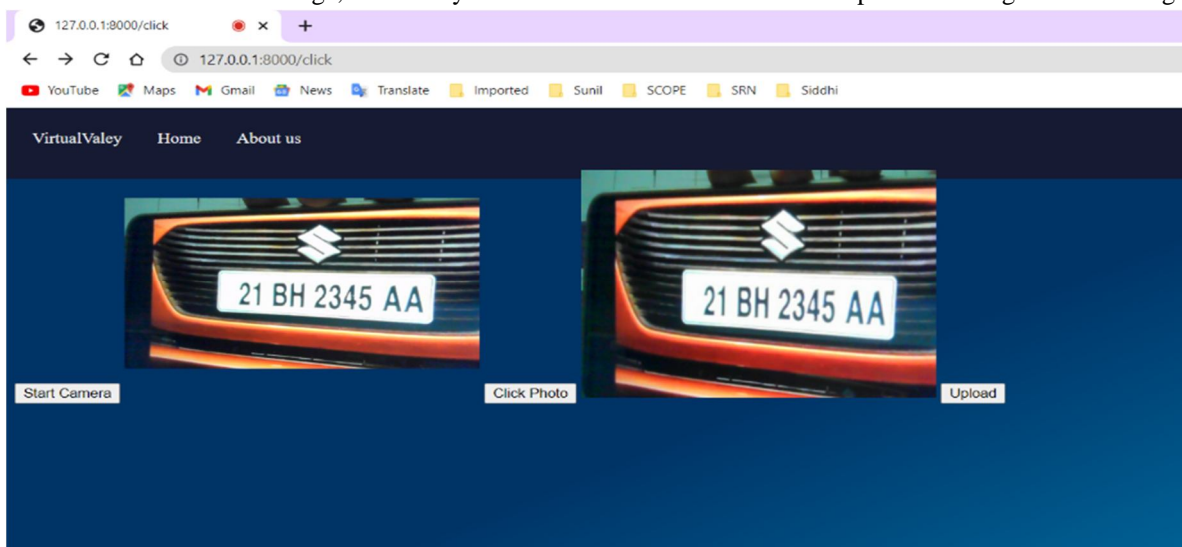 127.0.0.1:8000/click
127.0.0.1:8000/click
YouTube Maps Gmail News Translate Imported Sunil SCOPE SRN Siddhi
VirtualValey Home About us
21 BH 2345 AA
21 BH 2345 AA
Start Camera Click Photo Upload